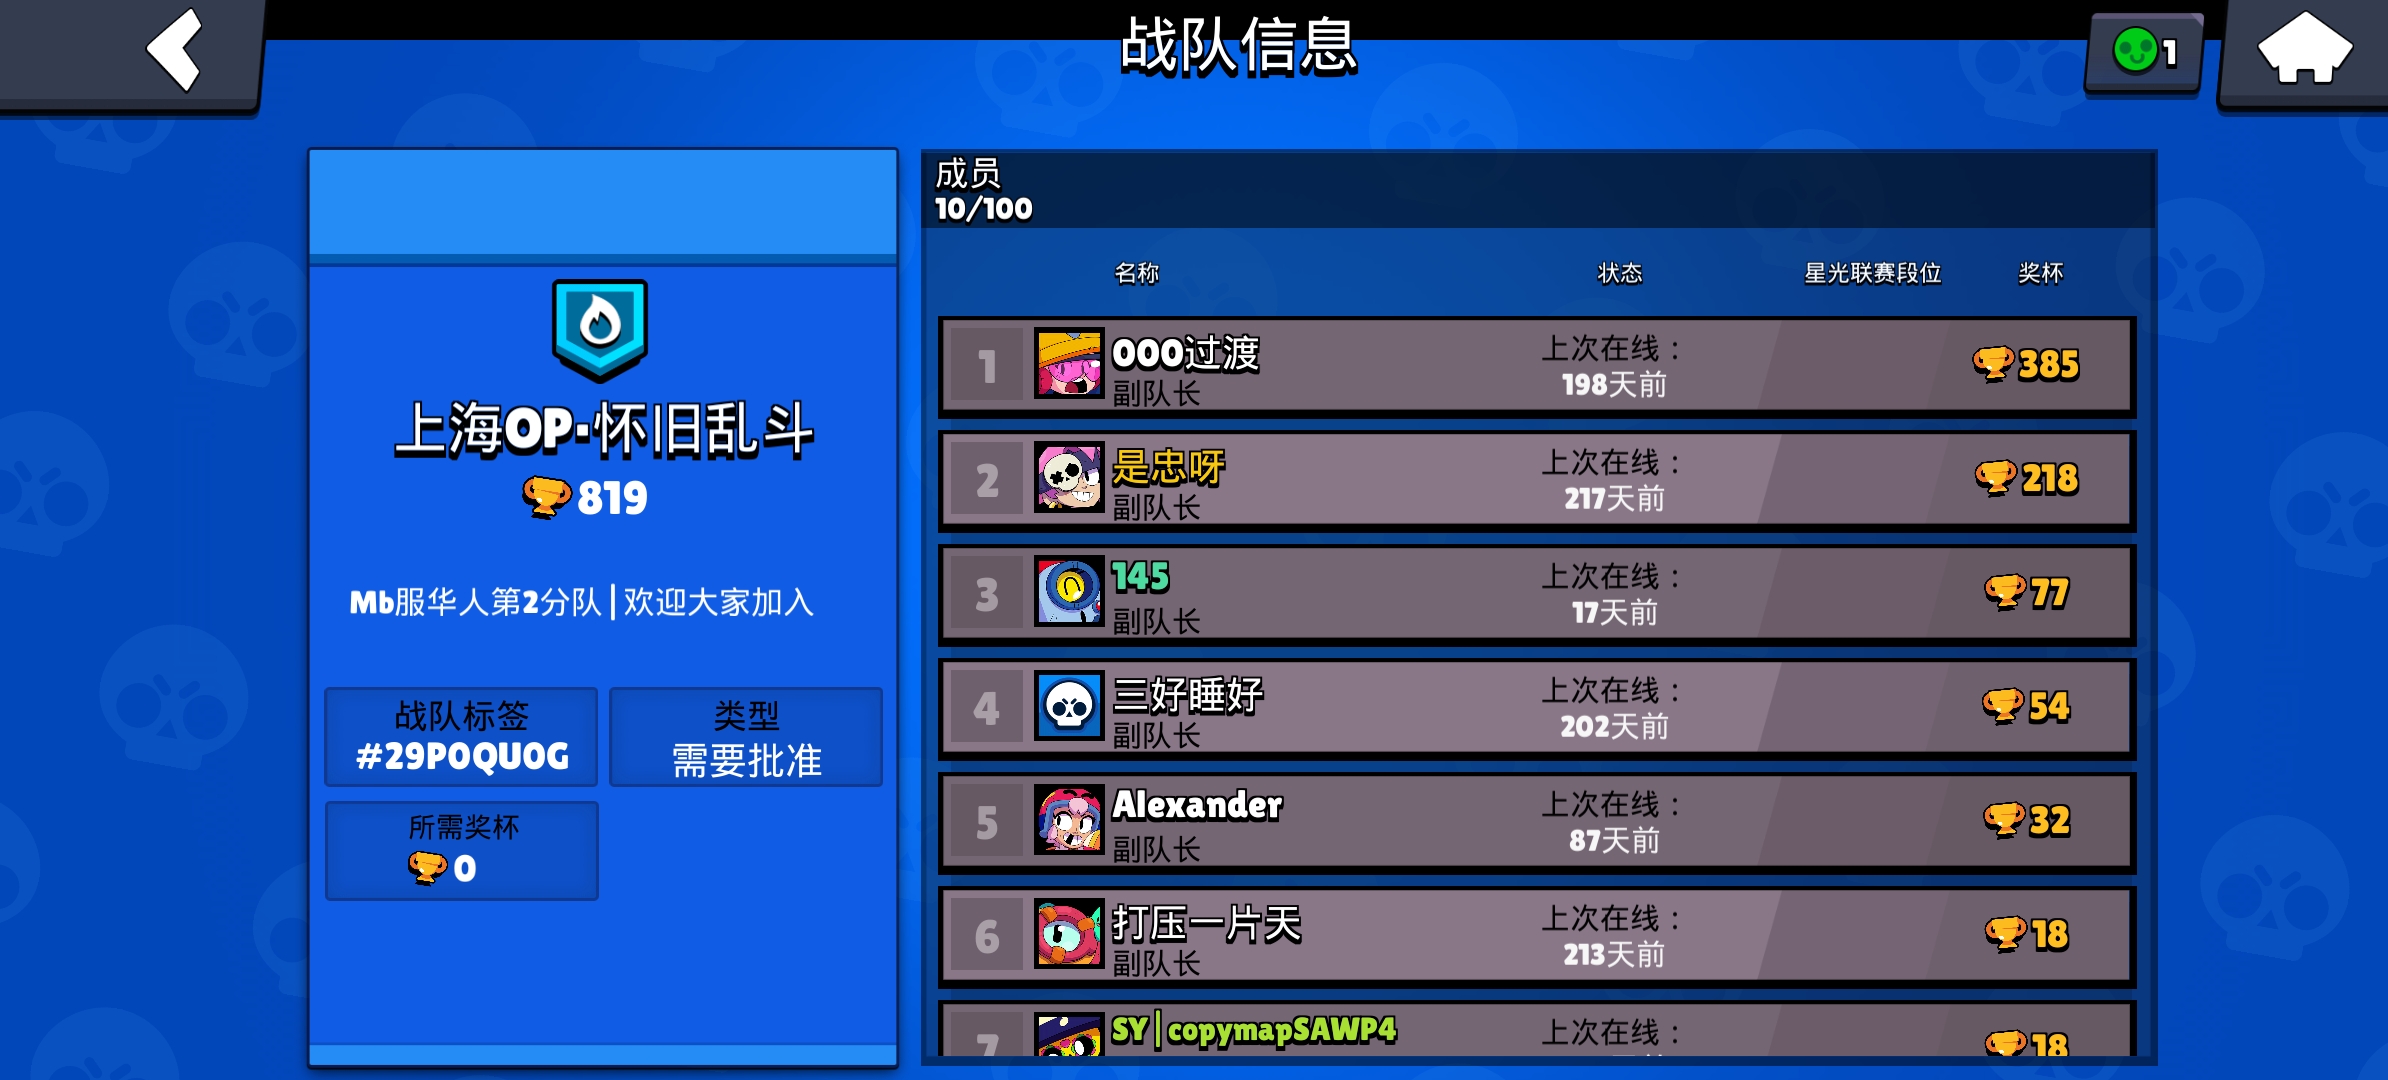 战队信息
1
上海OP·怀旧乱斗
819
Mb服华人第2分队|欢迎大家加入
战队标签
#29P0QU0G
类型
需要批准
所需奖杯
0
成员
10/100
名称 状态 星光联赛段位 奖杯
1 000过渡 副队长 上次在线：
198天前 385
2 是忠呀 副队长 上次在线：
217天前 218
3 145 副队长 上次在线：
17天前 77
4 三好睡好 副队长 上次在线：
202天前 54
5 Alexander 副队长 上次在线：
87天前 32
6 打压一片天 副队长 上次在线：
213天前 18
7 SY|copymapSAWP4 上次在线：
18